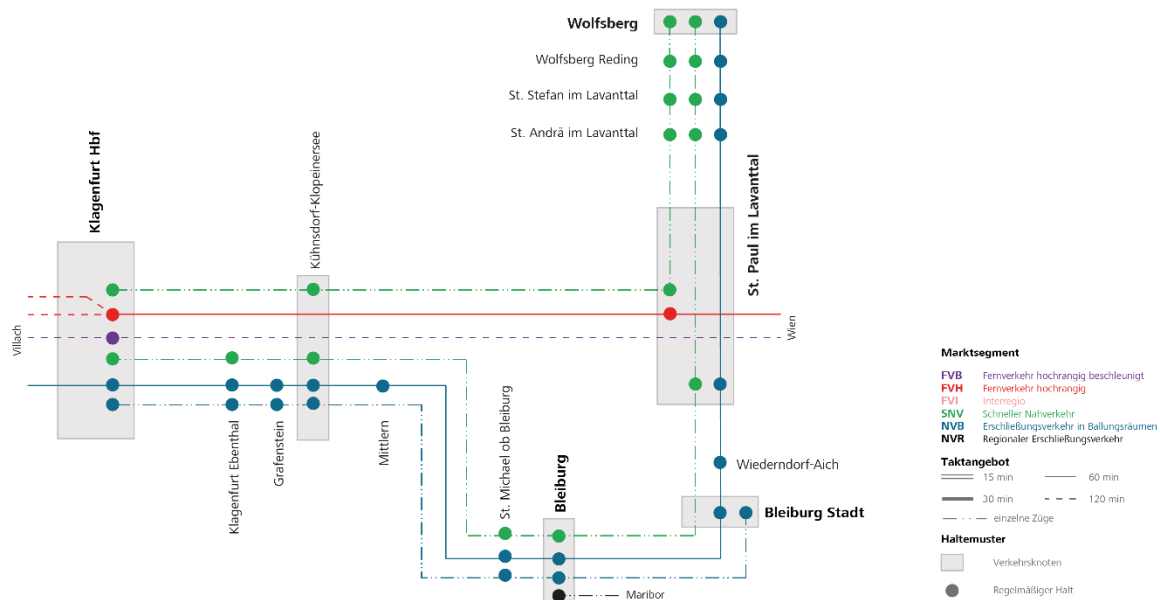 Wolfsberg
Wolfsberg Reding
St. Stefan im Lavanttal
St. Andrä im Lavanttal
Klagenfurt Hbf
Kühnsdorf-Klopeinersee
St. Paul im Lavanttal
Villach
Wien
Klagenfurt Ebenthal
Grafenstein
Mittlern
St. Michael ob Bleiburg
Bleiburg
Wiederndorf-Aich
Bleiburg Stadt
Maribor
Marktsegment
FVB Fernverkehr hochrangig beschleunigt
FVH Fernverkehr hochrangig
FVI Interregio
SNV Schneller Nahverkehr
NVB Erschließungsverkehr in Ballungsräumen
NVR Regionaler Erschließungsverkehr
Taktangebot
15 min 60 min
30 min 120 min
einzelne Züge
Haltemuster
Verkehrsknoten
Regelmäßiger Halt